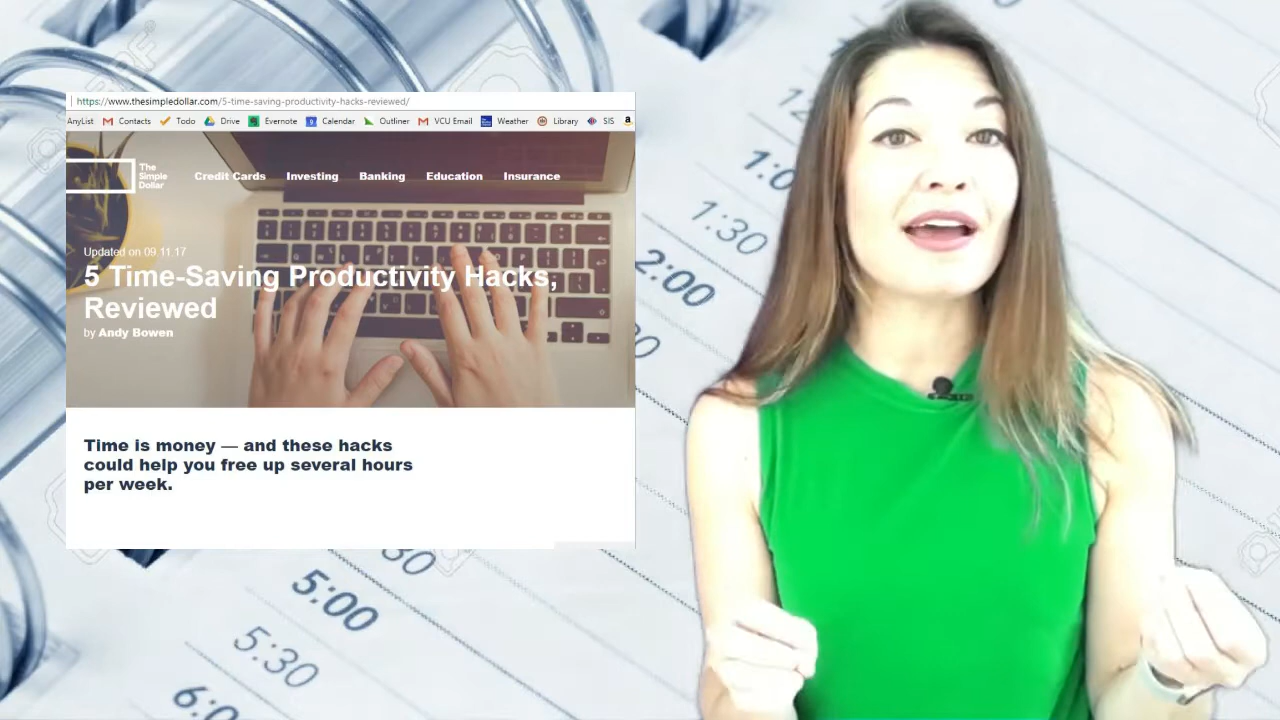 https://www.thesimpledollar.com/5-time-saving-productivity-hacks-reviewed/
AnyList Contacts Todo Drive Evernote Calendar Outliner VCU Email Weather Library SIS
The
Simple
Dollar
Credit Cards Investing Banking Education Insurance
Updated on 09.11.17
5 Time-Saving Productivity Hacks,
Reviewed
by Andy Bowen
Time is money — and these hacks
could help you free up several hours
per week.
1:30
2:00
5:00
5:30